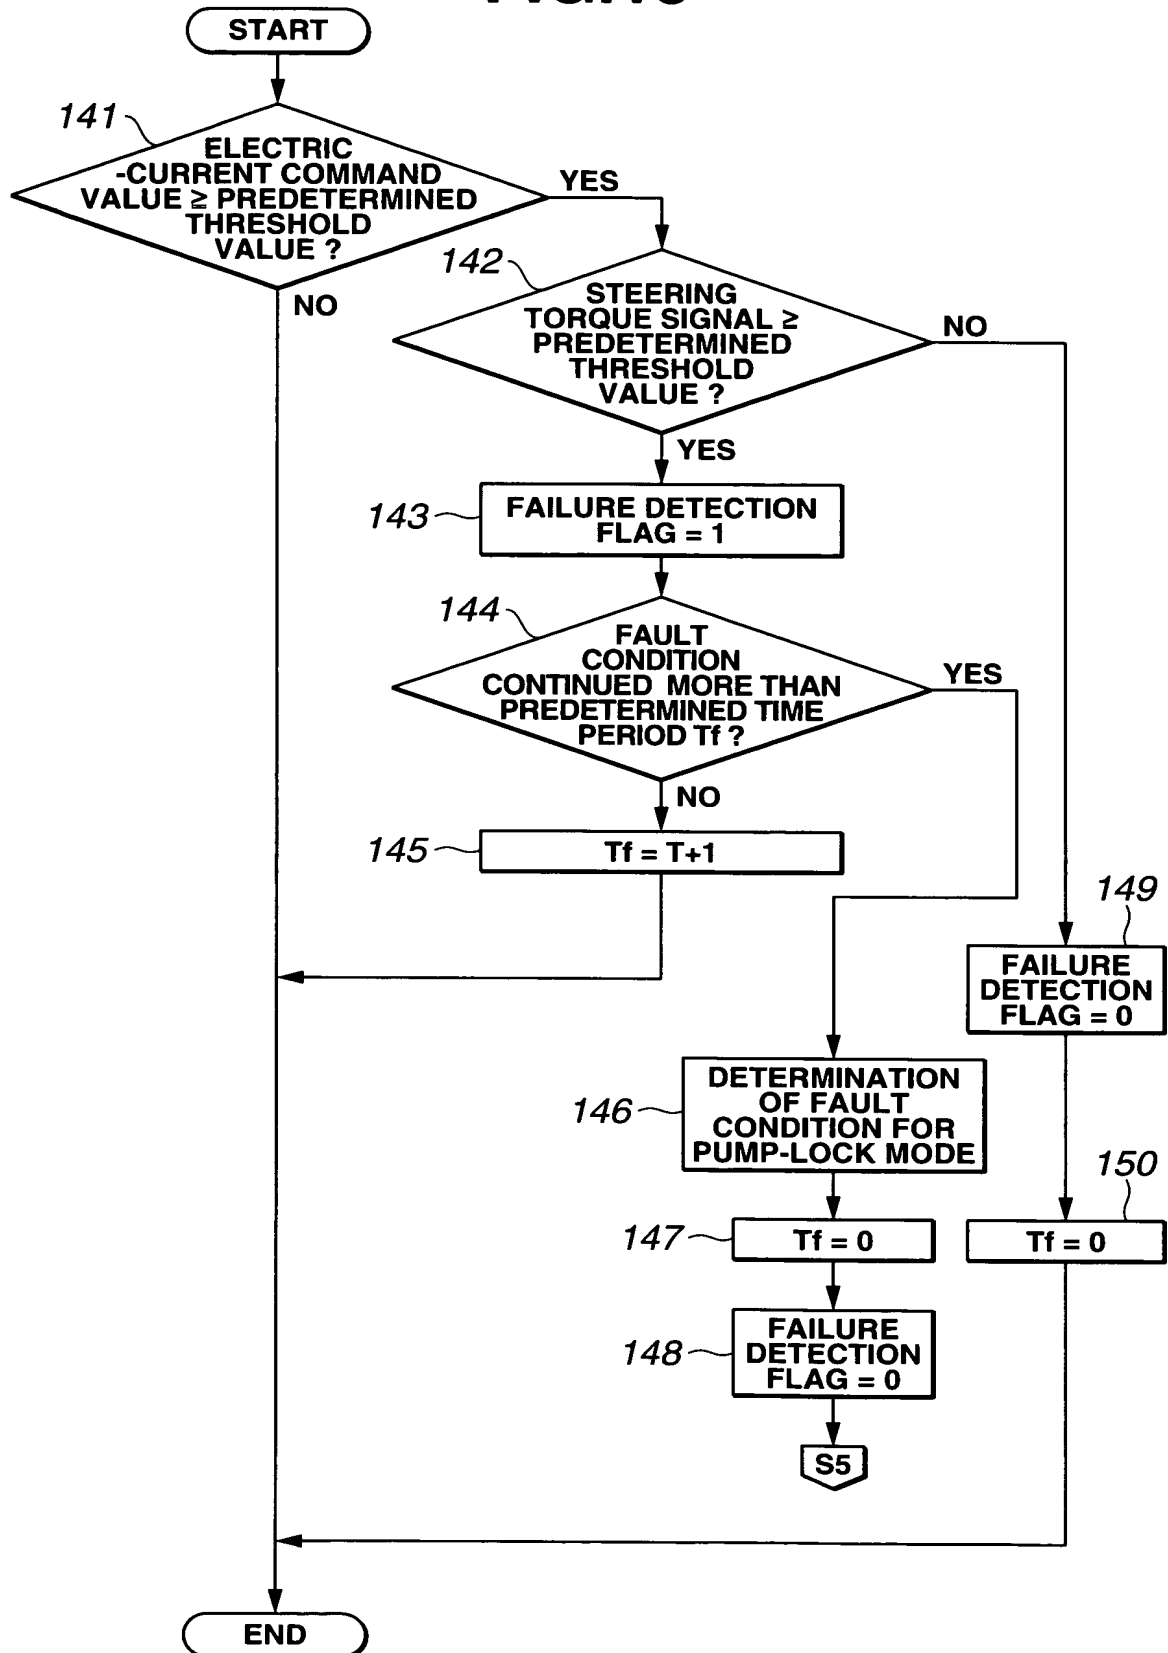 START
141
ELECTRIC
-CURRENT COMMAND
VALUE ≥ PREDETERMINED
THRESHOLD
VALUE ?
YES
NO
142
STEERING
TORQUE SIGNAL ≥
PREDETERMINED
THRESHOLD
VALUE ?
NO
YES
143
FAILURE DETECTION
FLAG = 1
144
FAULT
CONDITION
CONTINUED MORE THAN
PREDETERMINED TIME
PERIOD Tf ?
YES
NO
145
Tf = T+1
149
FAILURE
DETECTION
FLAG = 0
146
DETERMINATION
OF FAULT
CONDITION FOR
PUMP-LOCK MODE
150
147
Tf = 0
Tf = 0
148
FAILURE
DETECTION
FLAG = 0
S5
END